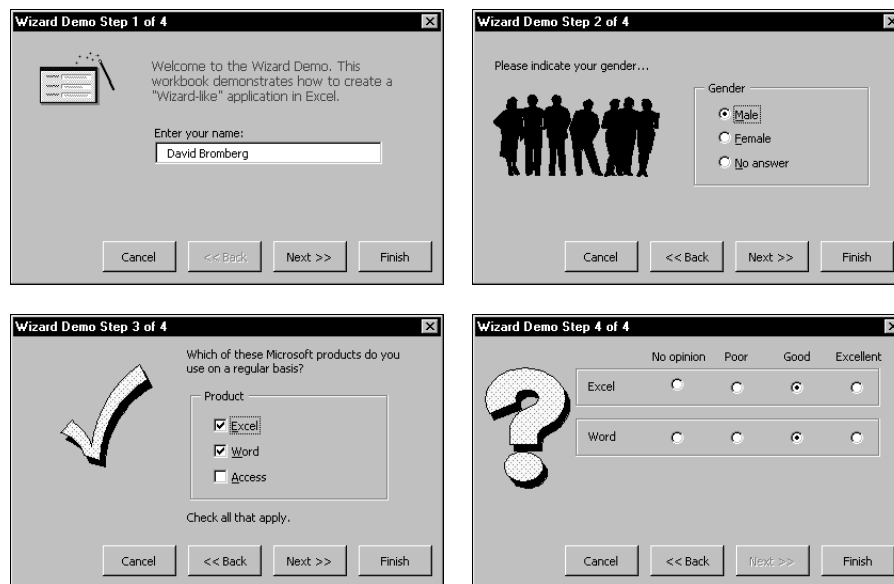 Wizard Demo Step 1 of 4
Welcome to the Wizard Demo. This
workbook demonstrates how to create a
"Wizard-like" application in Excel.
Enter your name:
David Bromberg
Cancel << Back Next >> Finish
Wizard Demo Step 2 of 4
Please indicate your gender...
Gender
Male
Female
No answer
Cancel << Back Next >> Finish
Wizard Demo Step 3 of 4
Which of these Microsoft products do you
use on a regular basis?
Product
Excel
Word
Access
Check all that apply.
Cancel << Back Next >> Finish
Wizard Demo Step 4 of 4
No opinion Poor Good Excellent
Excel
Word
Cancel << Back Next >> Finish